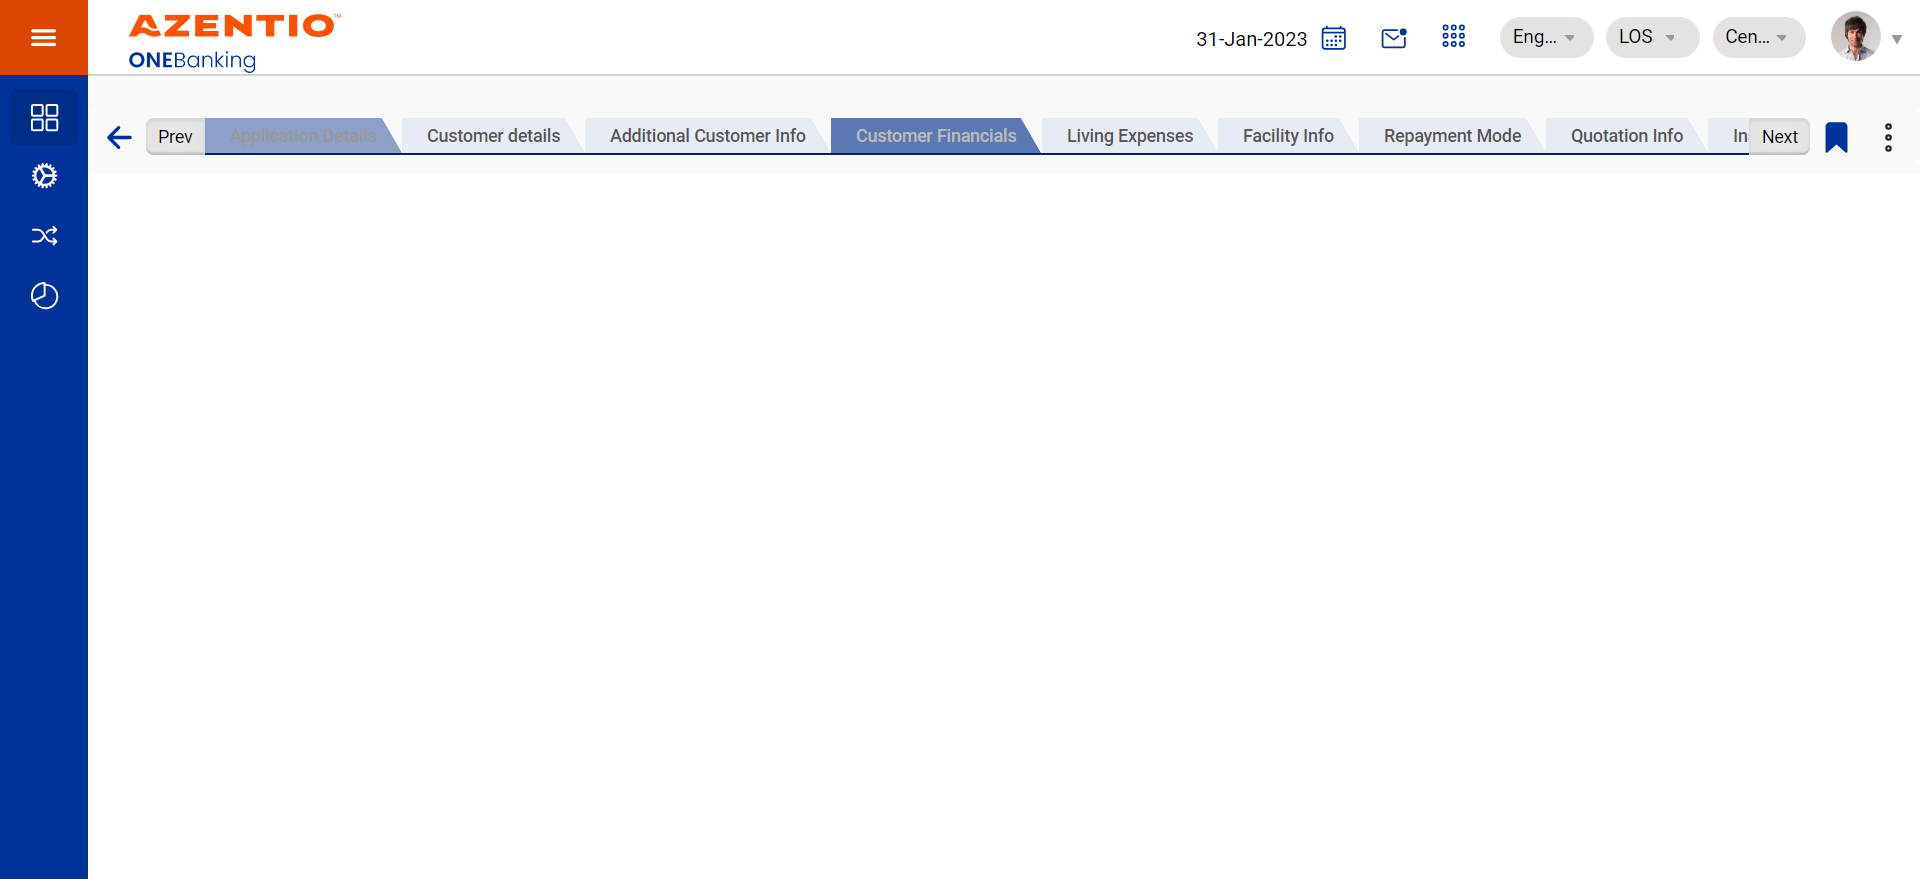 AZENTIO™
ONEBanking
31-Jan-2023
Eng...
LOS
Cen...
Prev
Application Details
Customer details
Additional Customer Info
Customer Financials
Living Expenses
Facility Info
Repayment Mode
Quotation Info
In
Next